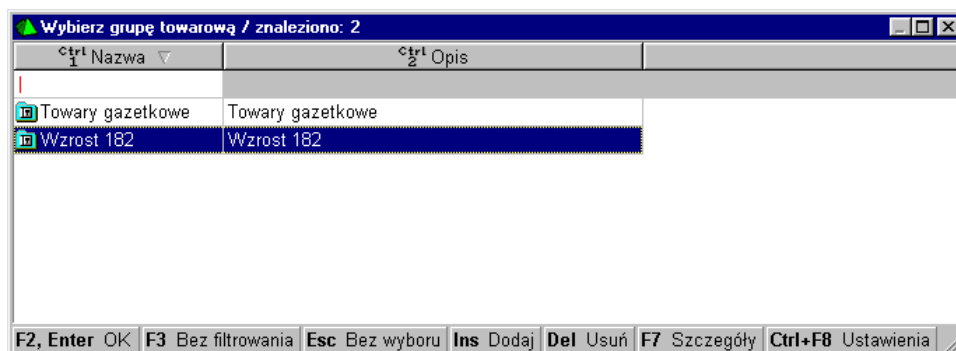 Wybierz grupę towarową / znaleziono: 2
Ctrl 1 Nazwa Ctrl 2 Opis
Towary gazetkowe Towary gazetkowe
Wzrost 182 Wzrost 182
F2, Enter OK F3 Bez filtrowania Esc Bez wyboru Ins Dodaj Del Usuń F7 Szczegóły Ctrl+F8 Ustawienia